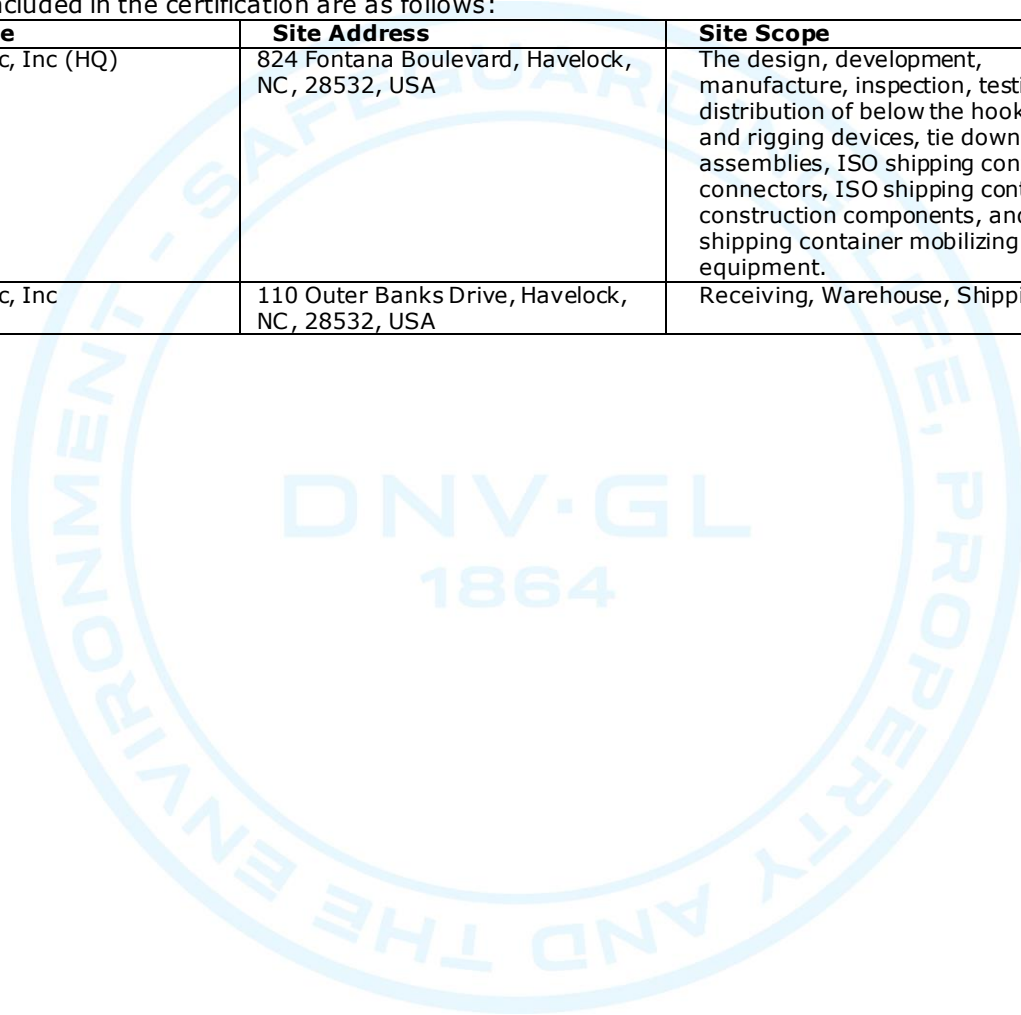 ncluded in the certification are as follows:
e Site Address Site Scope
c, Inc (HQ)
824 Fontana Boulevard, Havelock,
NC, 28532, USA
The design, development,
manufacture, inspection, testi
distribution of below the hook
and rigging devices, tie down
assemblies, ISO shipping con
connectors, ISO shipping cont
construction components, and
shipping container mobilizing
equipment.
c, Inc
110 Outer Banks Drive, Havelock,
NC, 28532, USA
Receiving, Warehouse, Shippi
SAFEGUARDING LIFE, PROPERTY AND THE ENVIRONMENT -
DNV·GL
1864